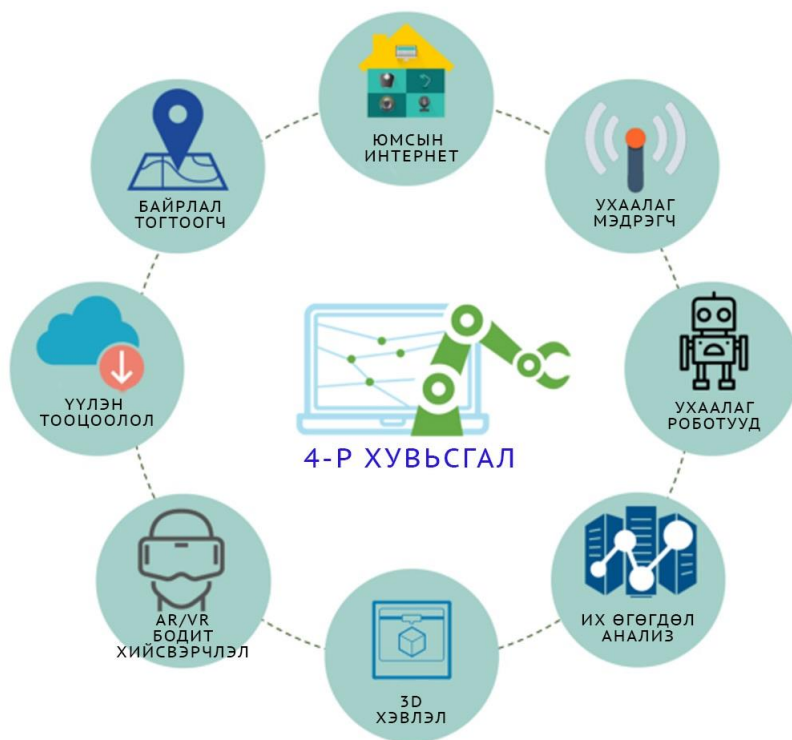 ЮМСЫН
ИНТЕРНЕТ
УХААЛАГ
МЭДРЭГЧ
УХААЛАГ
РОБОТУУД
ИХ ӨГӨГДӨЛ
АНАЛИЗ
3D
ХЭВЛЭЛ
AR/VR
БОДИТ
ХИЙСВЭРЧЛЭЛ
ҮҮЛЭН
ТООЦООЛОЛ
БАЙРЛАЛ
ТОГТООГЧ
4-Р ХУВЬСГАЛ